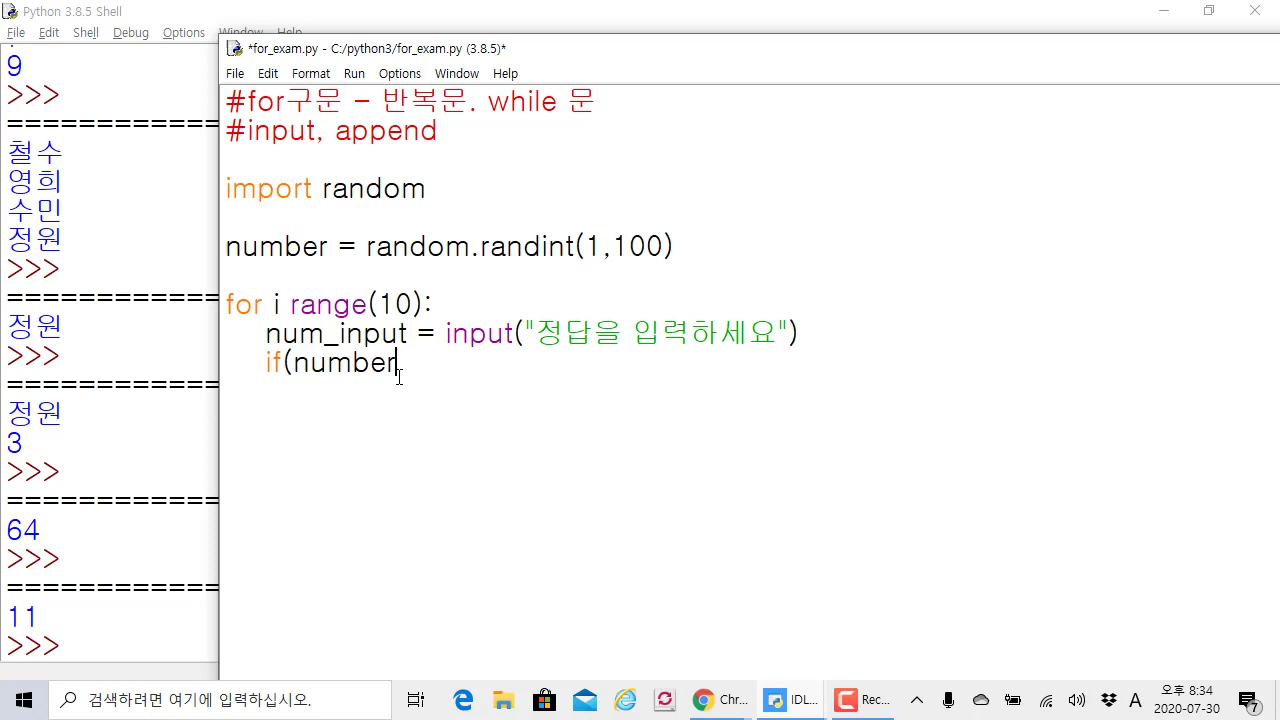 Python 3.8.5 Shell
File Edit Shell Debug Options Window Help
9
>>>
=============
철수
영희
수민
정원
>>>
=============
정원
>>>
=============
정원
3
>>>
=============
64
>>>
=============
11
>>>
*for_exam.py - C:/python3/for_exam.py (3.8.5)*
File Edit Format Run Options Window Help
#for구문 - 반복문. while 문
#input, append
import random
number = random.randint(1,100)
for i range(10):
num_input = input("정답을 입력하세요")
if(number
검색하려면 여기에 입력하십시오.
Chr...
IDL...
Rec...
A
오후 8:34
2020-07-30
7